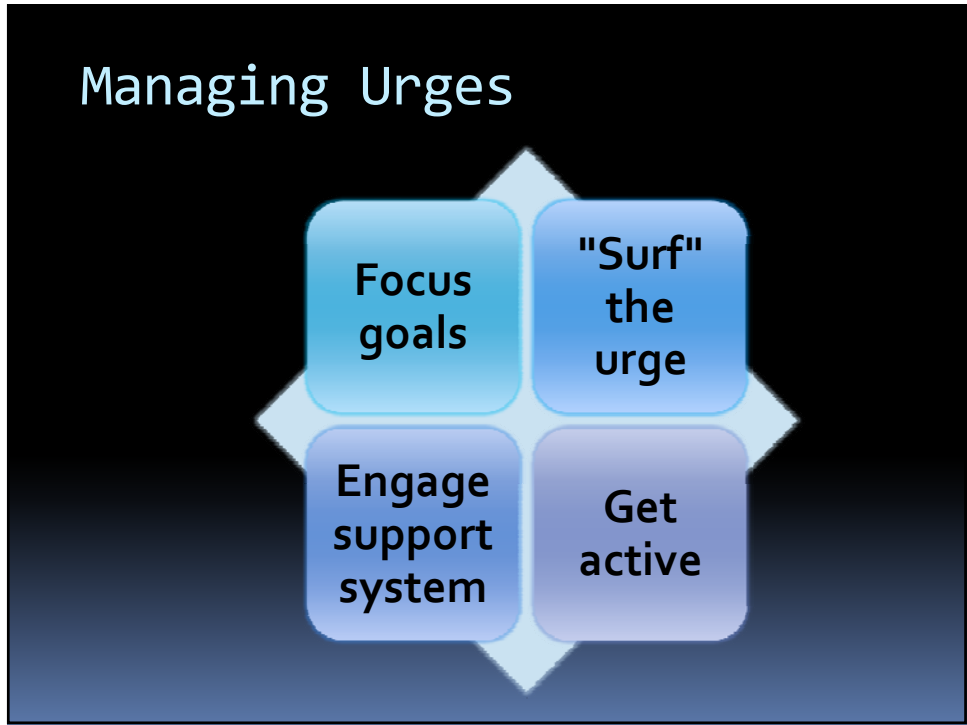 Managing Urges
Focus
goals
"Surf"
the
urge
Engage
support
system
Get
active